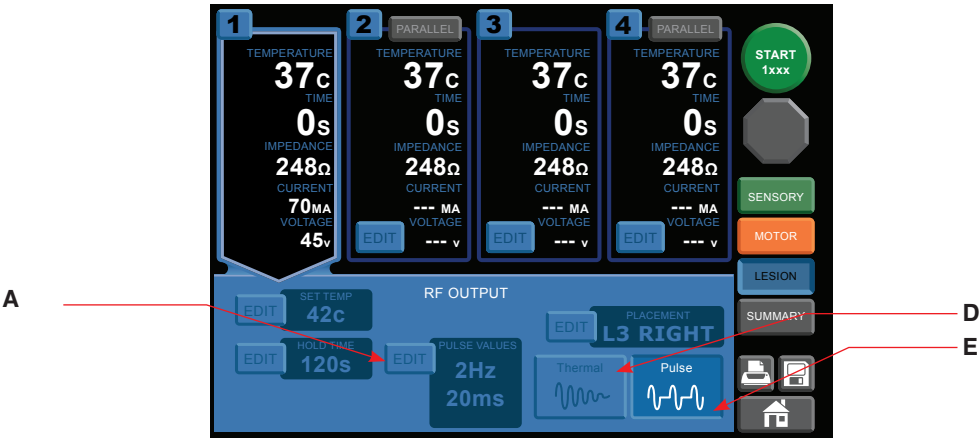 1
TEMPERATURE
37c
TIME
0s
IMPEDANCE
248Ω
CURRENT
70MA
VOLTAGE
45v
2
PARALLEL
TEMPERATURE
37c
TIME
0s
IMPEDANCE
248Ω
CURRENT
--- MA
VOLTAGE
EDIT
--- v
3
TEMPERATURE
37c
TIME
0s
IMPEDANCE
248Ω
CURRENT
--- MA
VOLTAGE
EDIT
--- v
4
PARALLEL
TEMPERATURE
37c
TIME
0s
IMPEDANCE
248Ω
CURRENT
--- MA
VOLTAGE
EDIT
--- v
START
1xxx
SENSORY
MOTOR
LESION
SUMMARY
RF OUTPUT
EDIT
SET TEMP
42c
EDIT
HOLD TIME
120s
EDIT
PULSE VALUES
2Hz
20ms
EDIT
PLACEMENT
L3 RIGHT
Thermal
Pulse
A
D
E